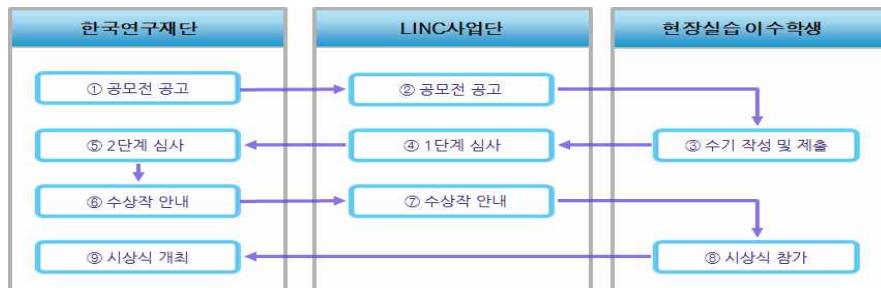 한국연구재단 LINC사업단 현장실습 이수학생
① 공모전 공고 ② 공모전 공고
⑤ 2단계 심사 ④ 1단계 심사 ③ 수기 작성 및 제출
⑥ 수상작 안내 ⑦ 수상작 안내
⑨ 시상식 개최 ⑧ 시상식 참가